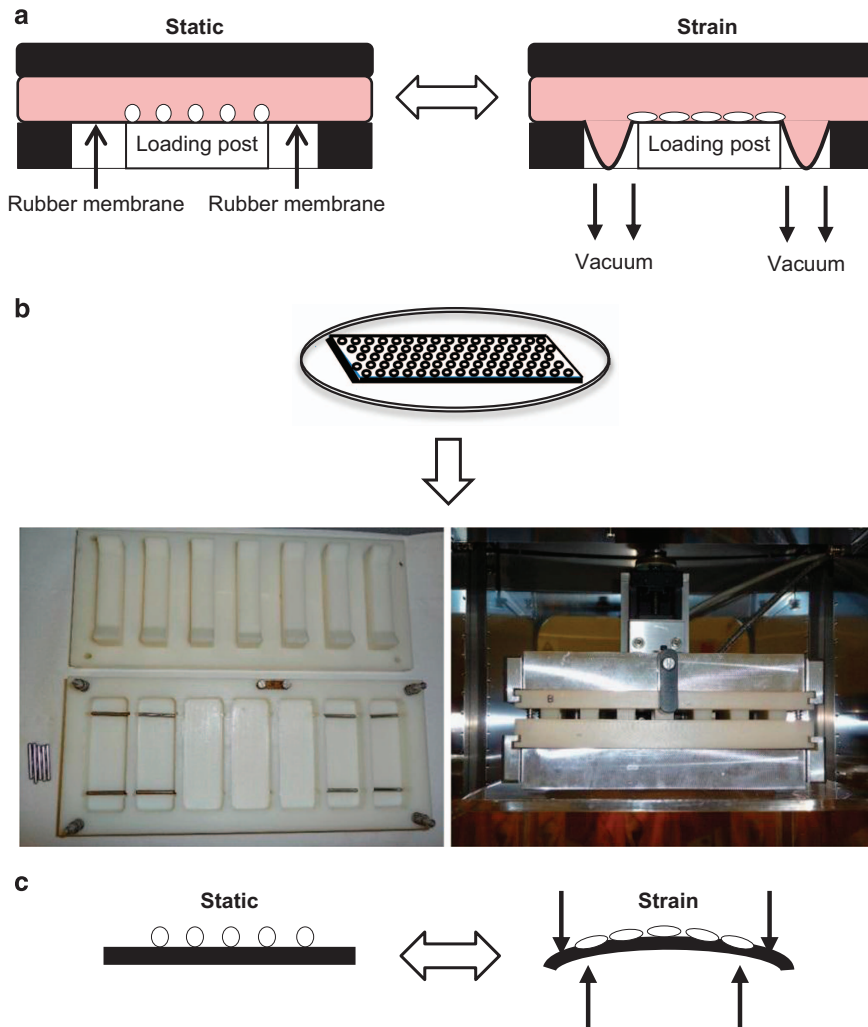 a
Static
Strain
Loading post
Loading post
Rubber membrane
Rubber membrane
Vacuum
Vacuum
b
B
c
Static
Strain